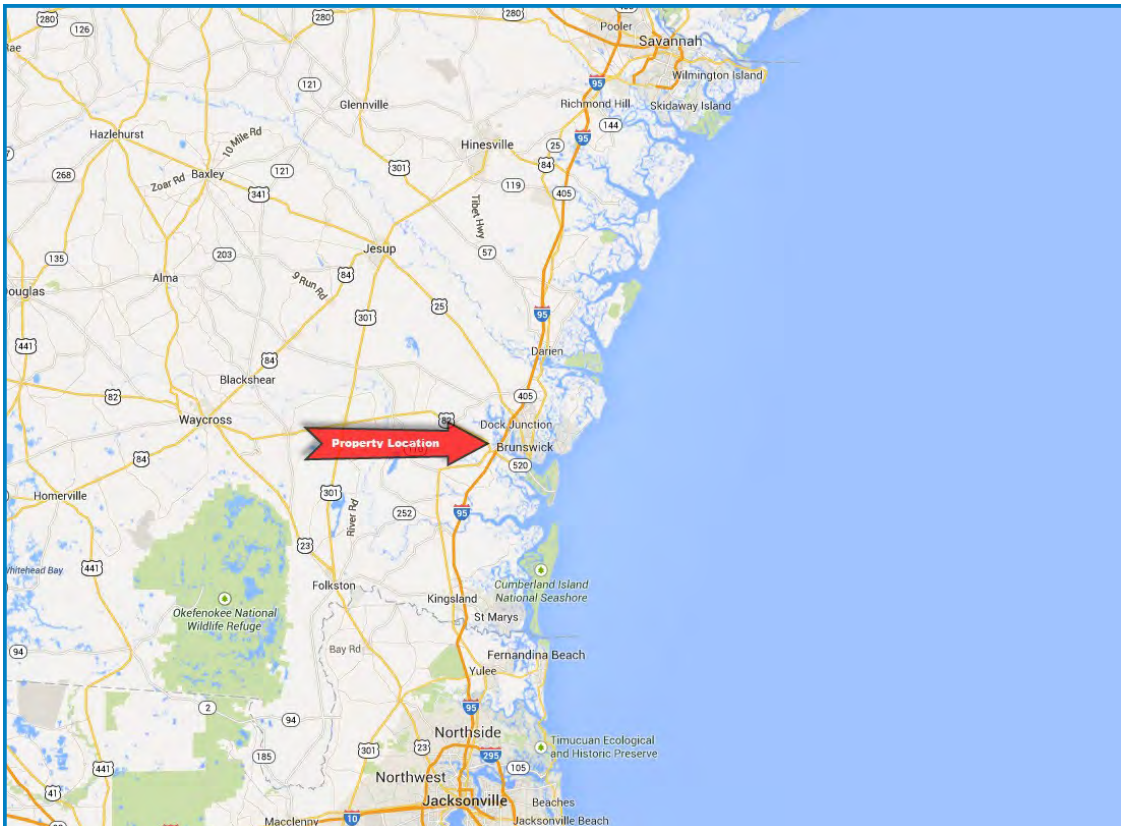 280
280
Pooler
126
Savannah
Wilmington Island
121
95
Glennville
Richmond Hill
Skidaway Island
144
Hazlehurst
10 Mile Rd
95
Hinesville
25
84
301
268
Baxley
121
Zoar Rd
119
341
405
Tibet Hwy
Jesup
57
135
203
84
Alma
9 Run Rd
25
301
95
441
Darien
84
Blackshear
82
405
Waycross
82
Dock Junction
Property Location
Brunswick
84
520
301
Homerville
River Rd
252
95
23
441
Whitehead Bay
Folkston
Cumberland Island
National Seashore
Kingsland
Okefenokee National
Wildlife Refuge
St Marys
94
Bay Rd
Fernandina Beach
Yulee
2
95
94
Northside
301
23
Timucuan Ecological
and Historic Preserve
185
295
441
105
Northwest
41
Jacksonville
Beaches
10
Macclenny
Jacksonville Beach